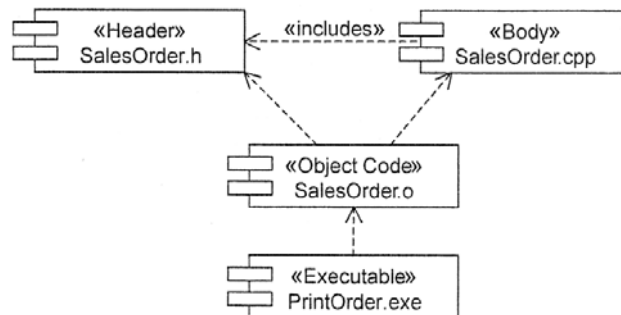 «Header»
SalesOrder.h
«includes»
«Body»
SalesOrder.cpp
«Object Code»
SalesOrder.o
«Executable»
PrintOrder.exe